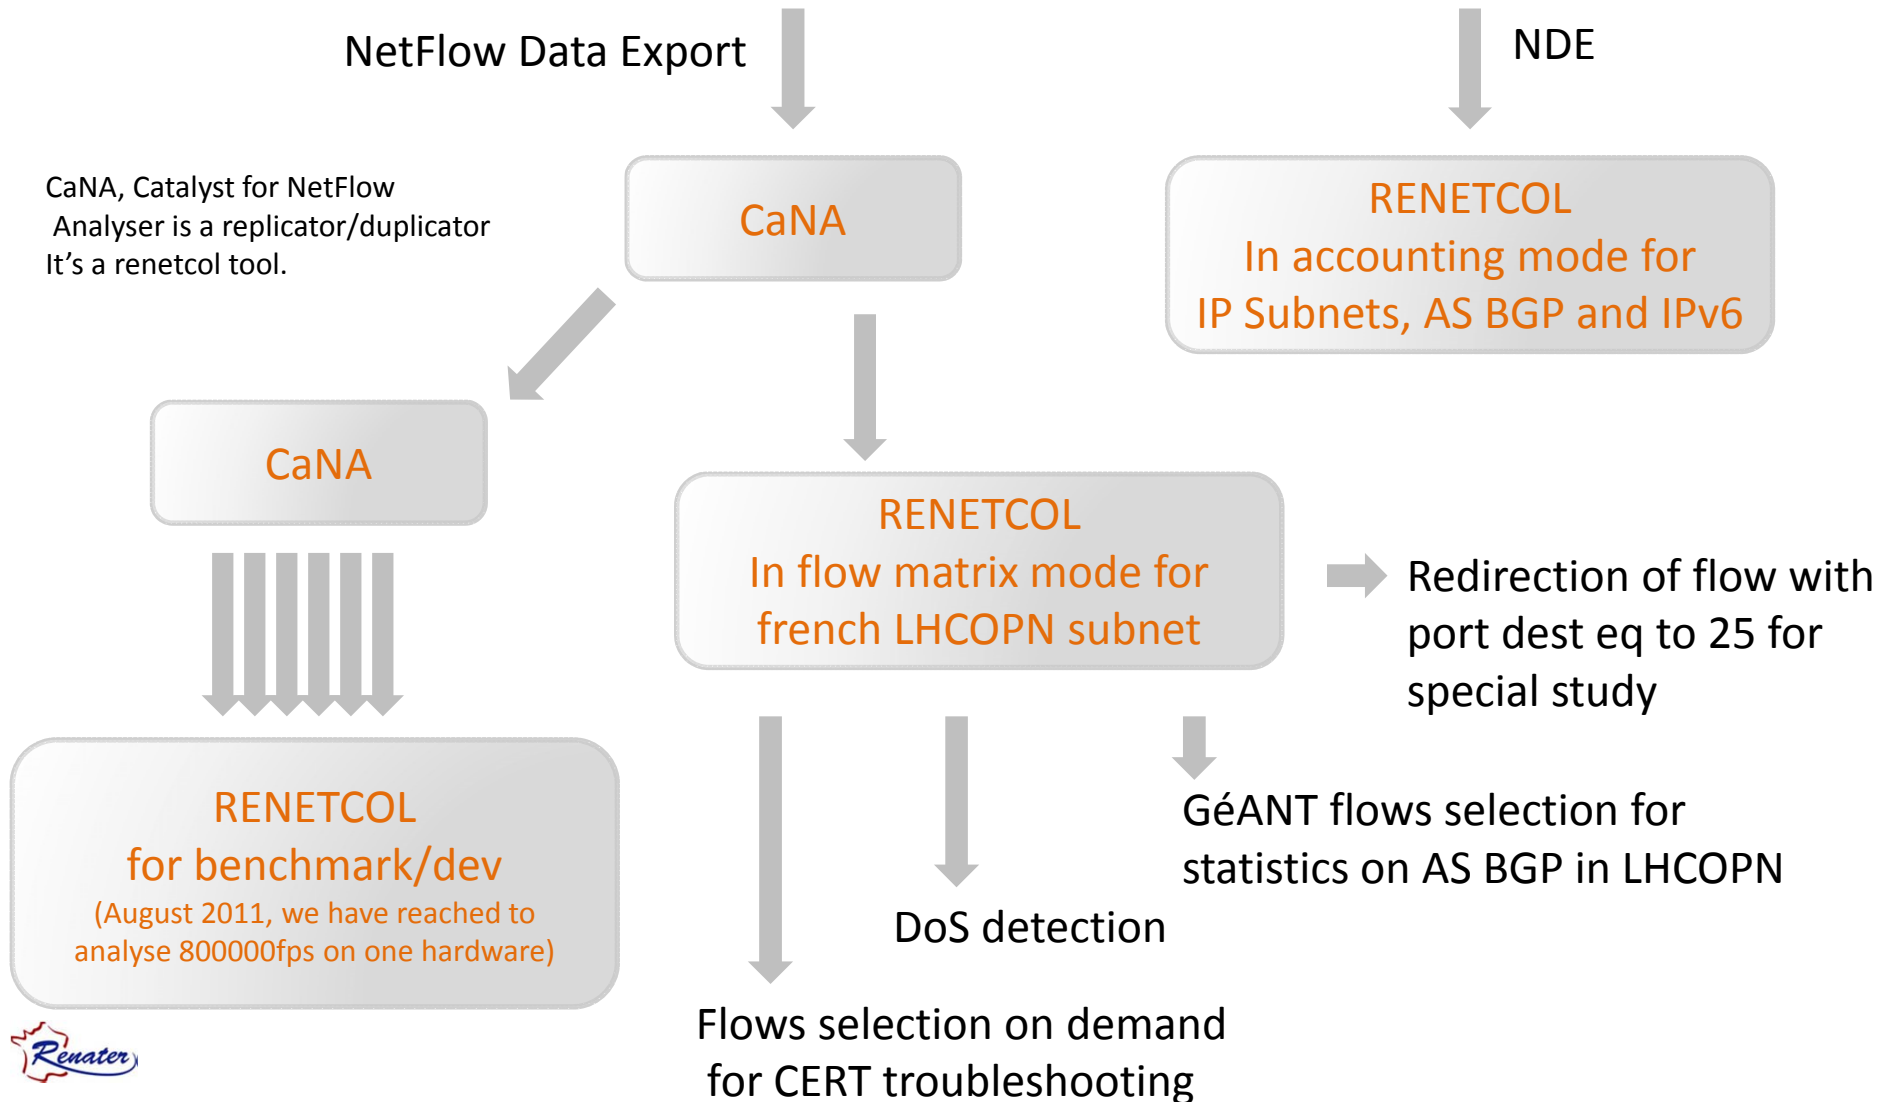 NetFlow Data Export
NDE
CaNA, Catalyst for NetFlow
Analyser is a replicator/duplicator
It's a renetcol tool.
CaNA
RENETCOL
In accounting mode for
IP Subnets, AS BGP and IPv6
CaNA
RENETCOL
In flow matrix mode for
french LHCOPN subnet
Redirection of flow with
port dest eq to 25 for
special study
RENETCOL
for benchmark/dev
(August 2011, we have reached to
analyse 800000fps on one hardware)
GéANT flows selection for
statistics on AS BGP in LHCOPN
DoS detection
Flows selection on demand
for CERT troubleshooting
Renater